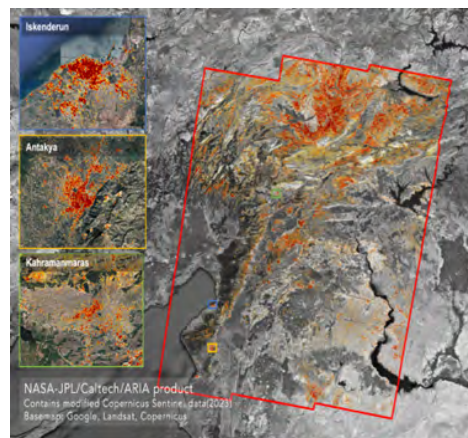 Iskenderun
Antakya
Kahramanmaras
NASA-JPL/Caltech/ARIA product
Contains modified Copernicus Sentinel data(2023)
Basemap: Google, Landsat, Copernicus